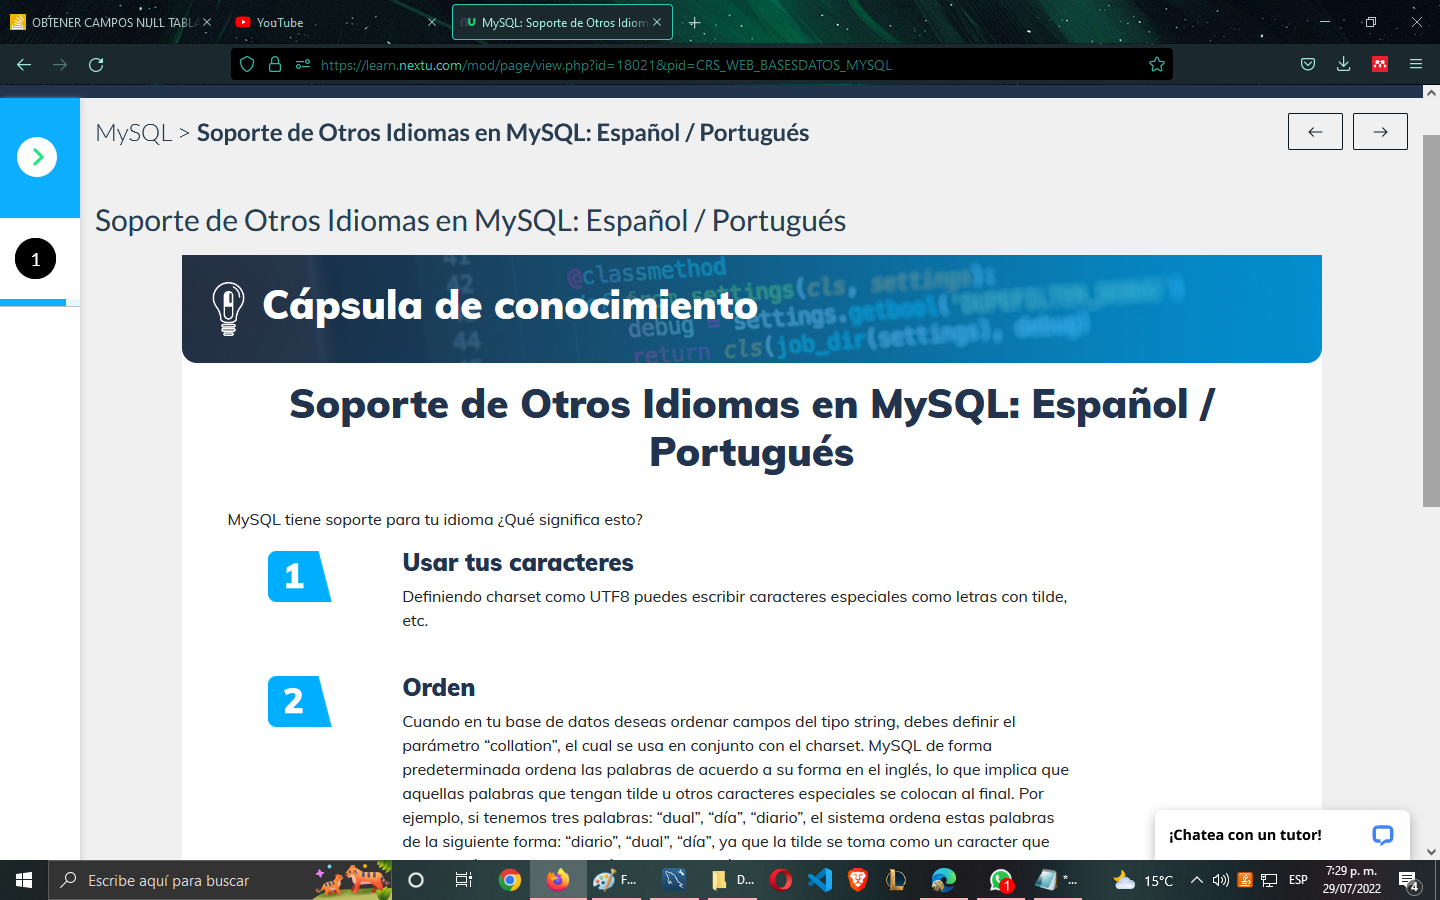 OBTENER CAMPOS NULL TABLA
YouTube
MySQL: Soporte de Otros Idiom
https://learn.nextu.com/mod/page/view.php?id=18021&pid=CRS_WEB_BASESDATOS_MYSQL
MySQL > Soporte de Otros Idiomas en MySQL: Español / Portugués
1
Soporte de Otros Idiomas en MySQL: Español / Portugués
41
42
44
@classmethod
settings(cls, settings):
debug = settings.getbool(
return cls(job_dir(settings), debug)
Cápsula de conocimiento
Soporte de Otros Idiomas en MySQL: Español /
Portugués
MySQL tiene soporte para tu idioma ¿Qué significa esto?
1
Usar tus caracteres
Definiendo charset como UTF8 puedes escribir caracteres especiales como letras con tilde,
etc.
2
Orden
Cuando en tu base de datos deseas ordenar campos del tipo string, debes definir el
parámetro “collation”, el cual se usa en conjunto con el charset. MySQL de forma
predeterminada ordena las palabras de acuerdo a su forma en el inglés, lo que implica que
aquellas palabras que tengan tilde u otros caracteres especiales se colocan al final. Por
ejemplo, si tenemos tres palabras: “dual”, “día”, “diario”, el sistema ordena estas palabras
de la siguiente forma: “diario”, “dual”, “día”, ya que la tilde se toma como un caracter que
¡Chatea con un tutor!
Escribe aquí para buscar
F...
D...
1
*...
15°C
ESP
7:29 p. m.
29/07/2022
4